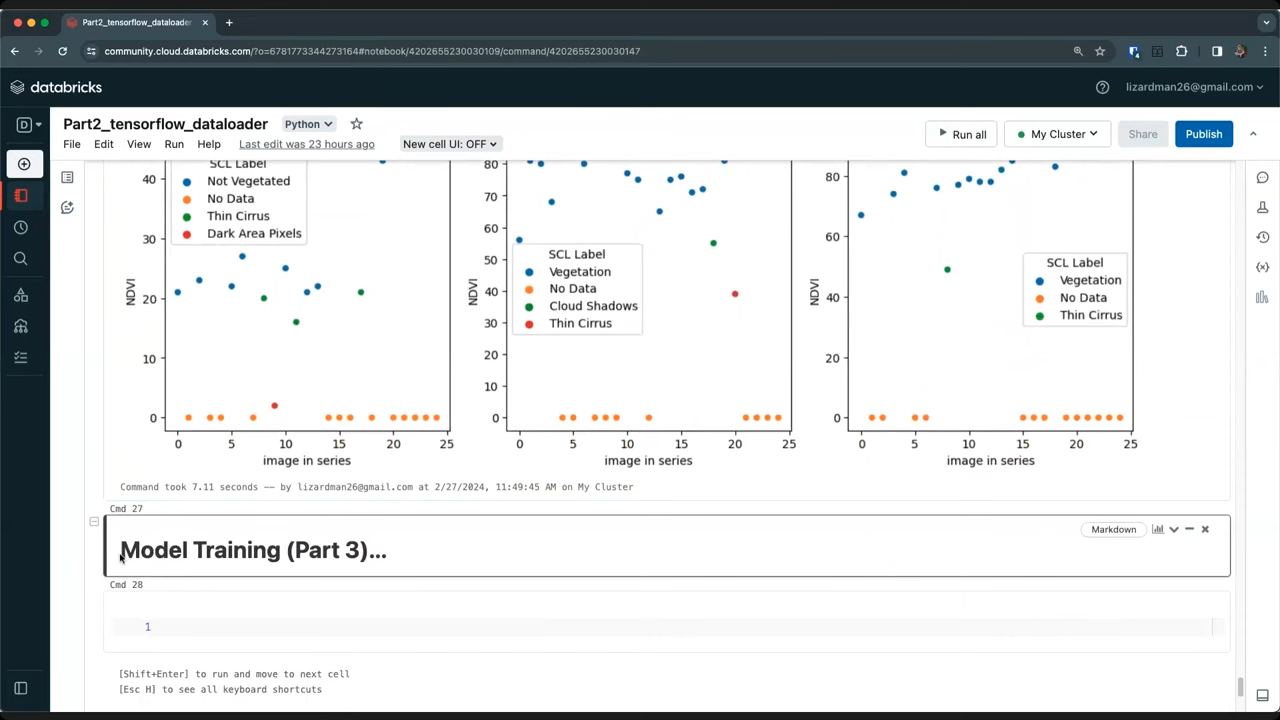 Part2_tensorflow_dataloader
community.cloud.databricks.com/?o=6781773344273164#notebook/4202655230030109/command/4202655230030147
databricks
lizardman26@gmail.com
D
Part2_tensorflow_dataloader
Python
Run all
My Cluster
Share
Publish
File
Edit
View
Run
Help
Last edit was 23 hours ago
New cell UI: OFF
SCL Label
Not Vegetated
No Data
Thin Cirrus
Dark Area Pixels
NDVI
40
30
20
10
0
0 5 10 15 20 25
image in series
SCL Label
Vegetation
No Data
Cloud Shadows
Thin Cirrus
NDVI
80
70
60
50
40
30
20
10
0
0 5 10 15 20 25
image in series
SCL Label
Vegetation
No Data
Thin Cirrus
NDVI
80
60
40
20
0
0 5 10 15 20 25
image in series
Command took 7.11 seconds -- by lizardman26@gmail.com at 2/27/2024, 11:49:45 AM on My Cluster
Cmd 27
Markdown
Model Training (Part 3)...
Cmd 28
1
[Shift+Enter] to run and move to next cell
[Esc H] to see all keyboard shortcuts